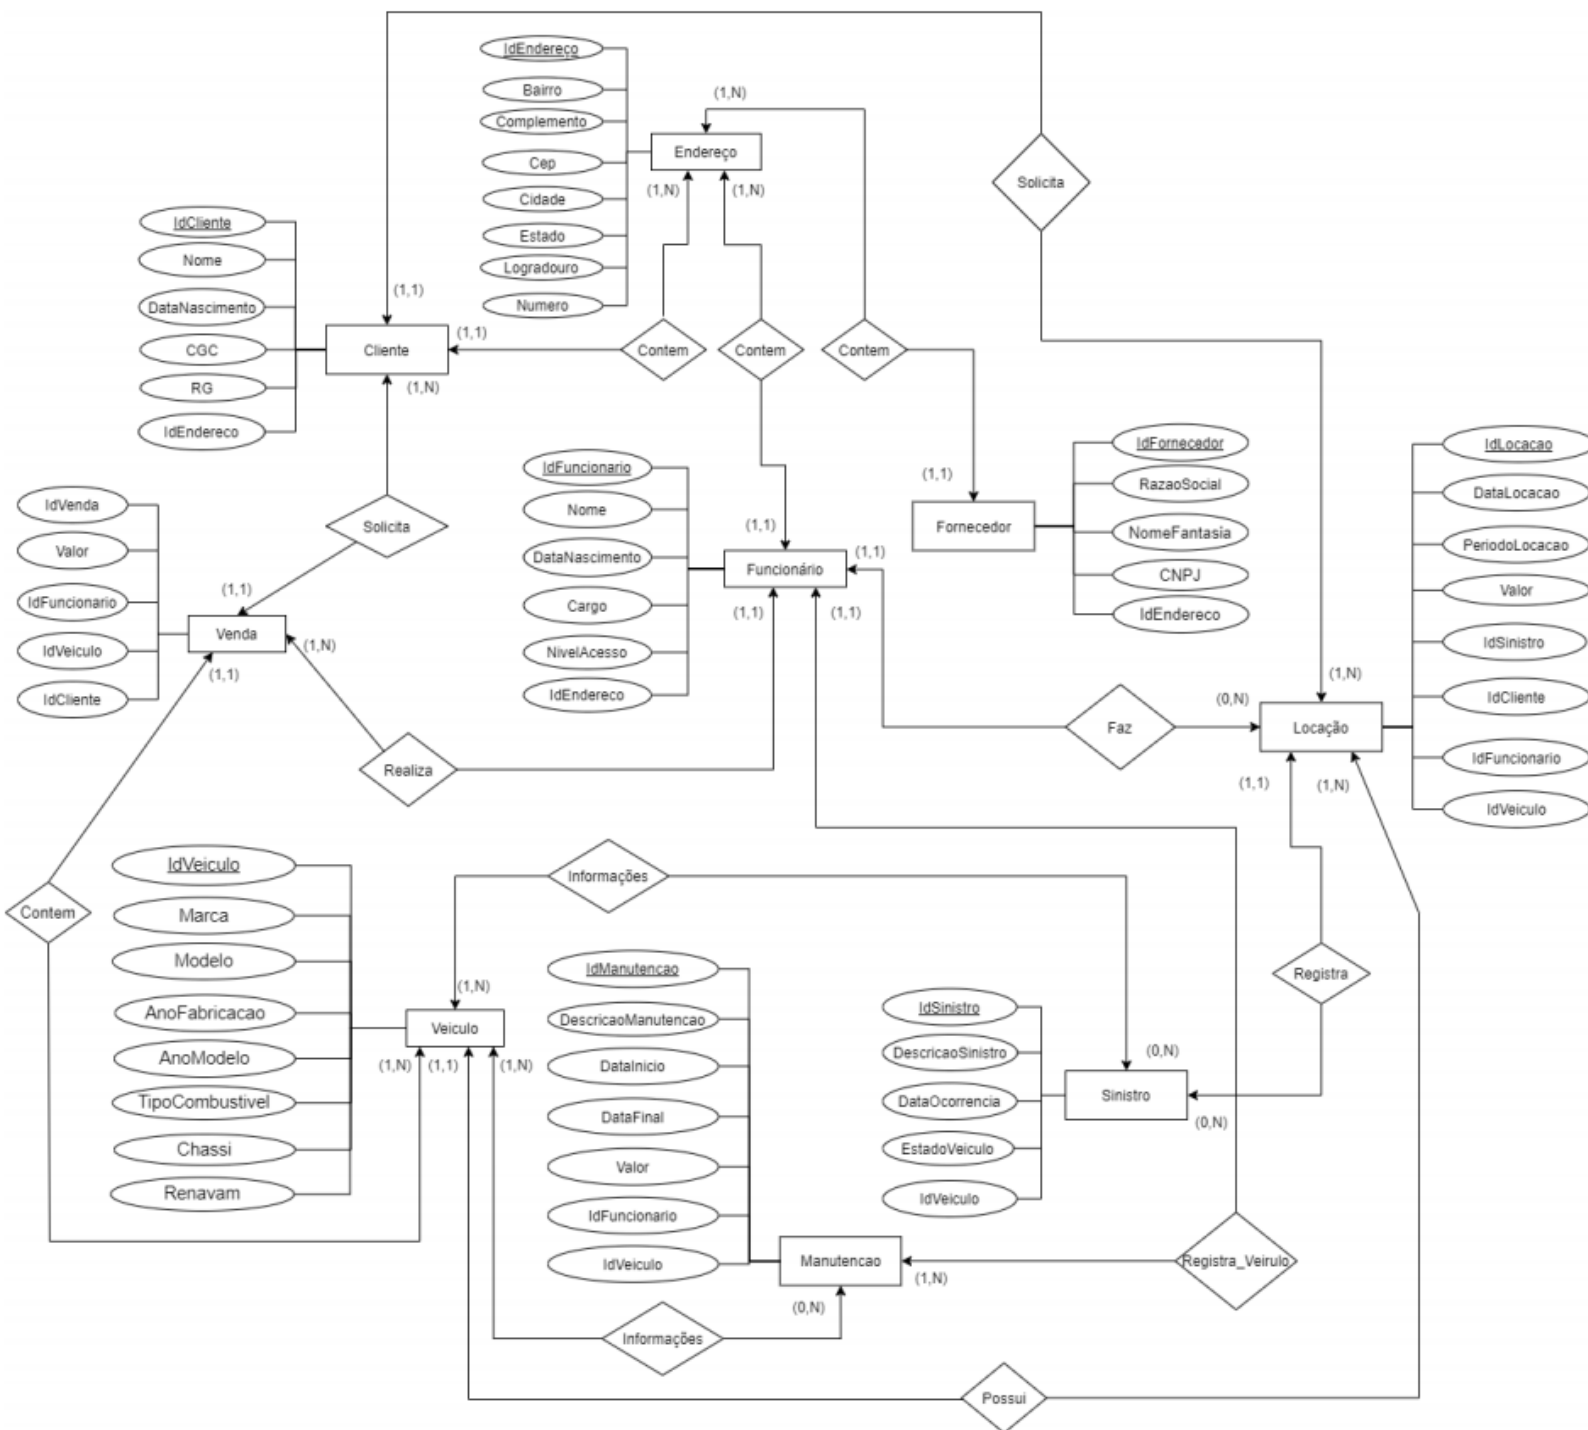 IdEndereço
Bairro
Complemento
Cep
Cidade
Estado
Logradouro
Numero
(1,N)
Endereço
(1,N)
(1,N)
Solicita
IdCliente
Nome
DataNascimento
CGC
RG
IdEndereco
(1,1)
Cliente
(1,1)
(1,N)
Contem
Contem
Contem
IdVenda
Valor
IdFuncionario
IdVeiculo
IdCliente
Solicita
(1,1)
Venda
(1,N)
(1,1)
IdFuncionario
Nome
DataNascimento
Cargo
NivelAcesso
IdEndereco
(1,1)
Funcionário
(1,1)
(1,1)
(1,1)
(1,1)
Fornecedor
IdFornecedor
RazaoSocial
NomeFantasia
CNPJ
IdEndereco
IdLocacao
DataLocacao
PeriodoLocacao
Valor
IdSinistro
IdCliente
IdFuncionario
IdVeiculo
(1,N)
(0,N)
Locação
(1,1)
(1,N)
Faz
Realiza
Contem
IdVeiculo
Marca
Modelo
AnoFabricacao
AnoModelo
TipoCombustivel
Chassi
Renavam
Informações
(1,N)
Veiculo
(1,N)
(1,1)
(1,N)
IdManutencao
DescricaoManutencao
DataInicio
DataFinal
Valor
IdFuncionario
IdVeiculo
IdSinistro
DescricaoSinistro
DataOcorrencia
EstadoVeiculo
IdVeiculo
Registra
(0,N)
Sinistro
(0,N)
Manutencao
(1,N)
(0,N)
Registra_Veirulo
Informações
Possui